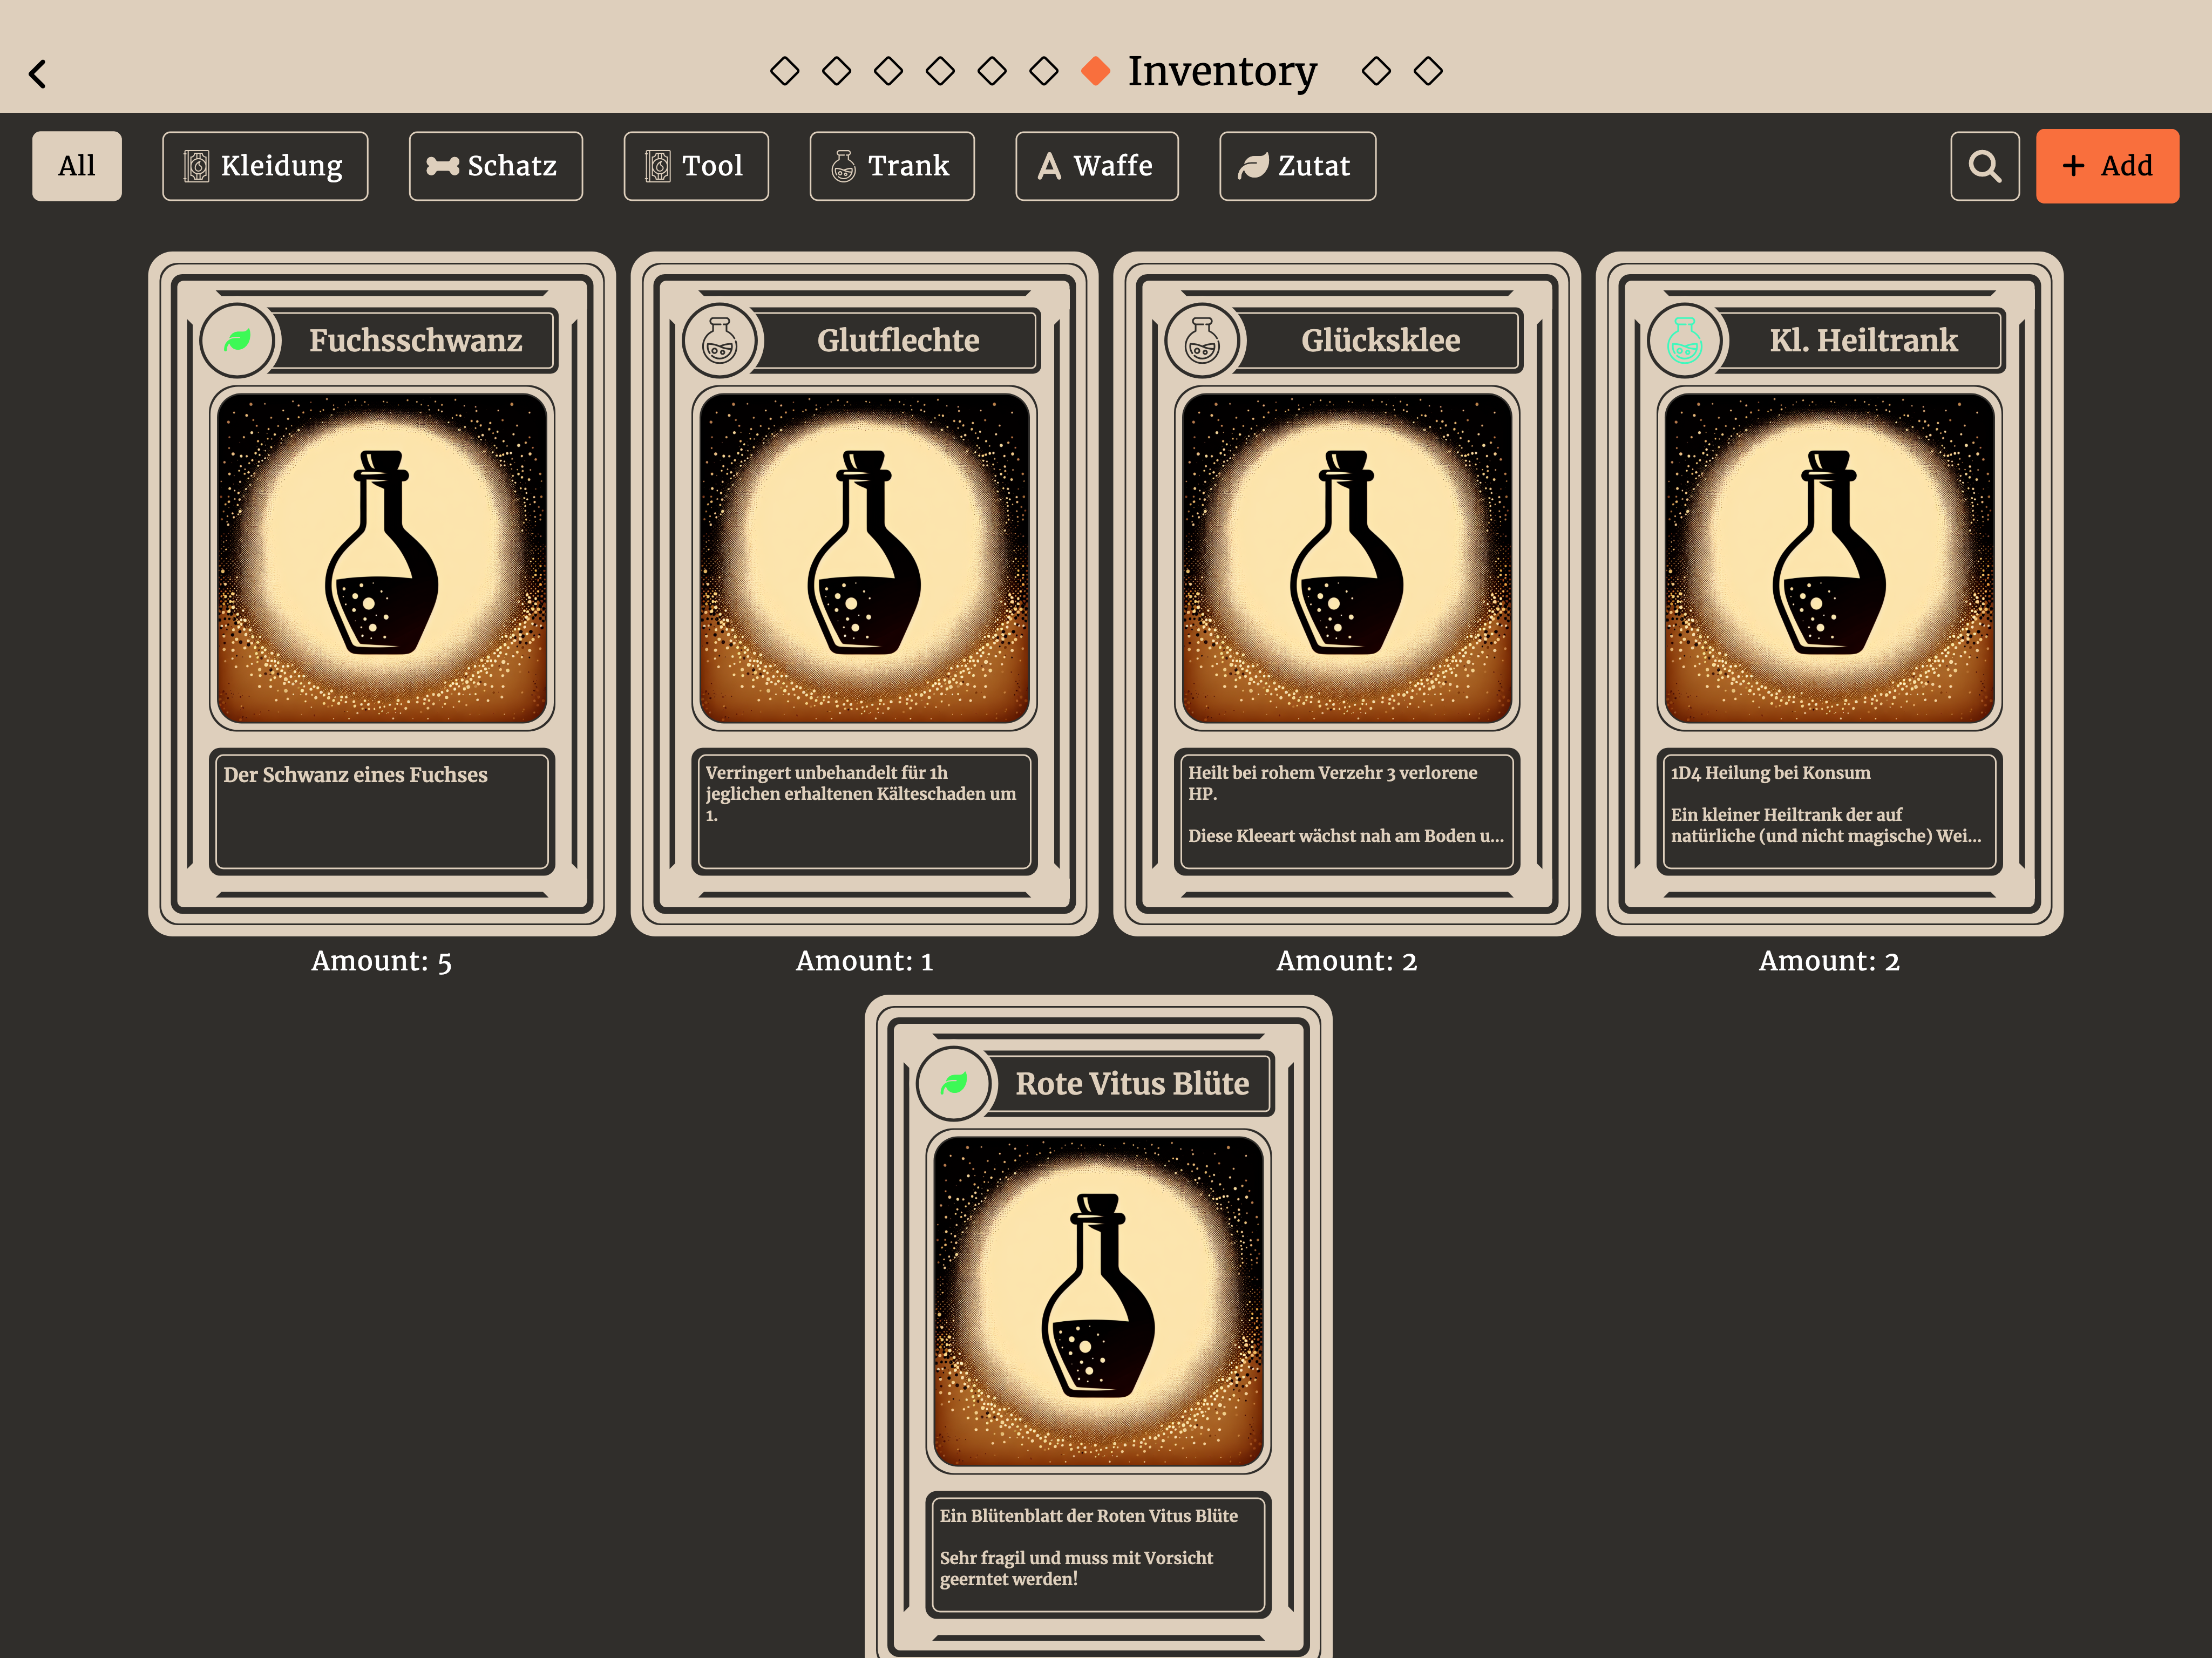 Inventory
All
Kleidung
Schatz
Tool
Trank
Waffe
Zutat
+ Add
Fuchsschwanz
Der Schwanz eines Fuchses
Amount: 5
Glutflechte
Verringert unbehandelt für 1h
jeglichen erhaltenen Kälteschaden um
1.
Amount: 1
Glücksklee
Heilt bei rohem Verzehr 3 verlorene
HP.
Diese Kleeart wächst nah am Boden u...
Amount: 2
Kl. Heiltrank
1D4 Heilung bei Konsum
Ein kleiner Heiltrank der auf
natürliche (und nicht magische) Wei...
Amount: 2
Rote Vitus Blüte
Ein Blütenblatt der Roten Vitus Blüte
Sehr fragil und muss mit Vorsicht
geerntet werden!